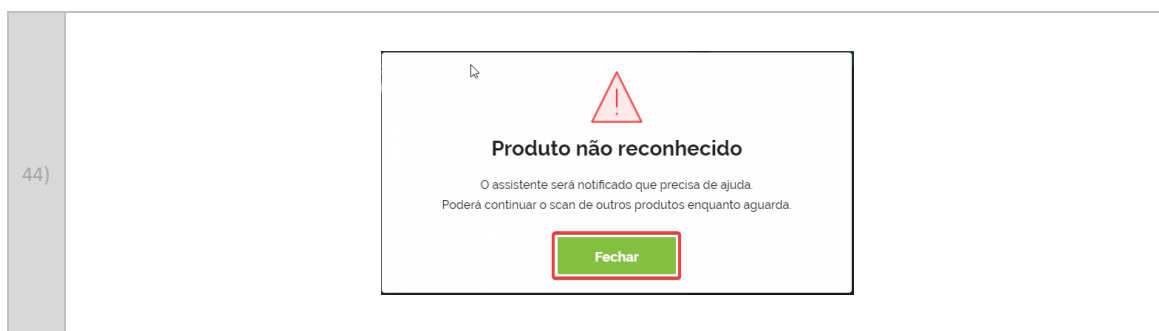 44)
Produto não reconhecido
O assistente será notificado que precisa de ajuda.
Poderá continuar o scan de outros produtos enquanto aguarda.
Fechar